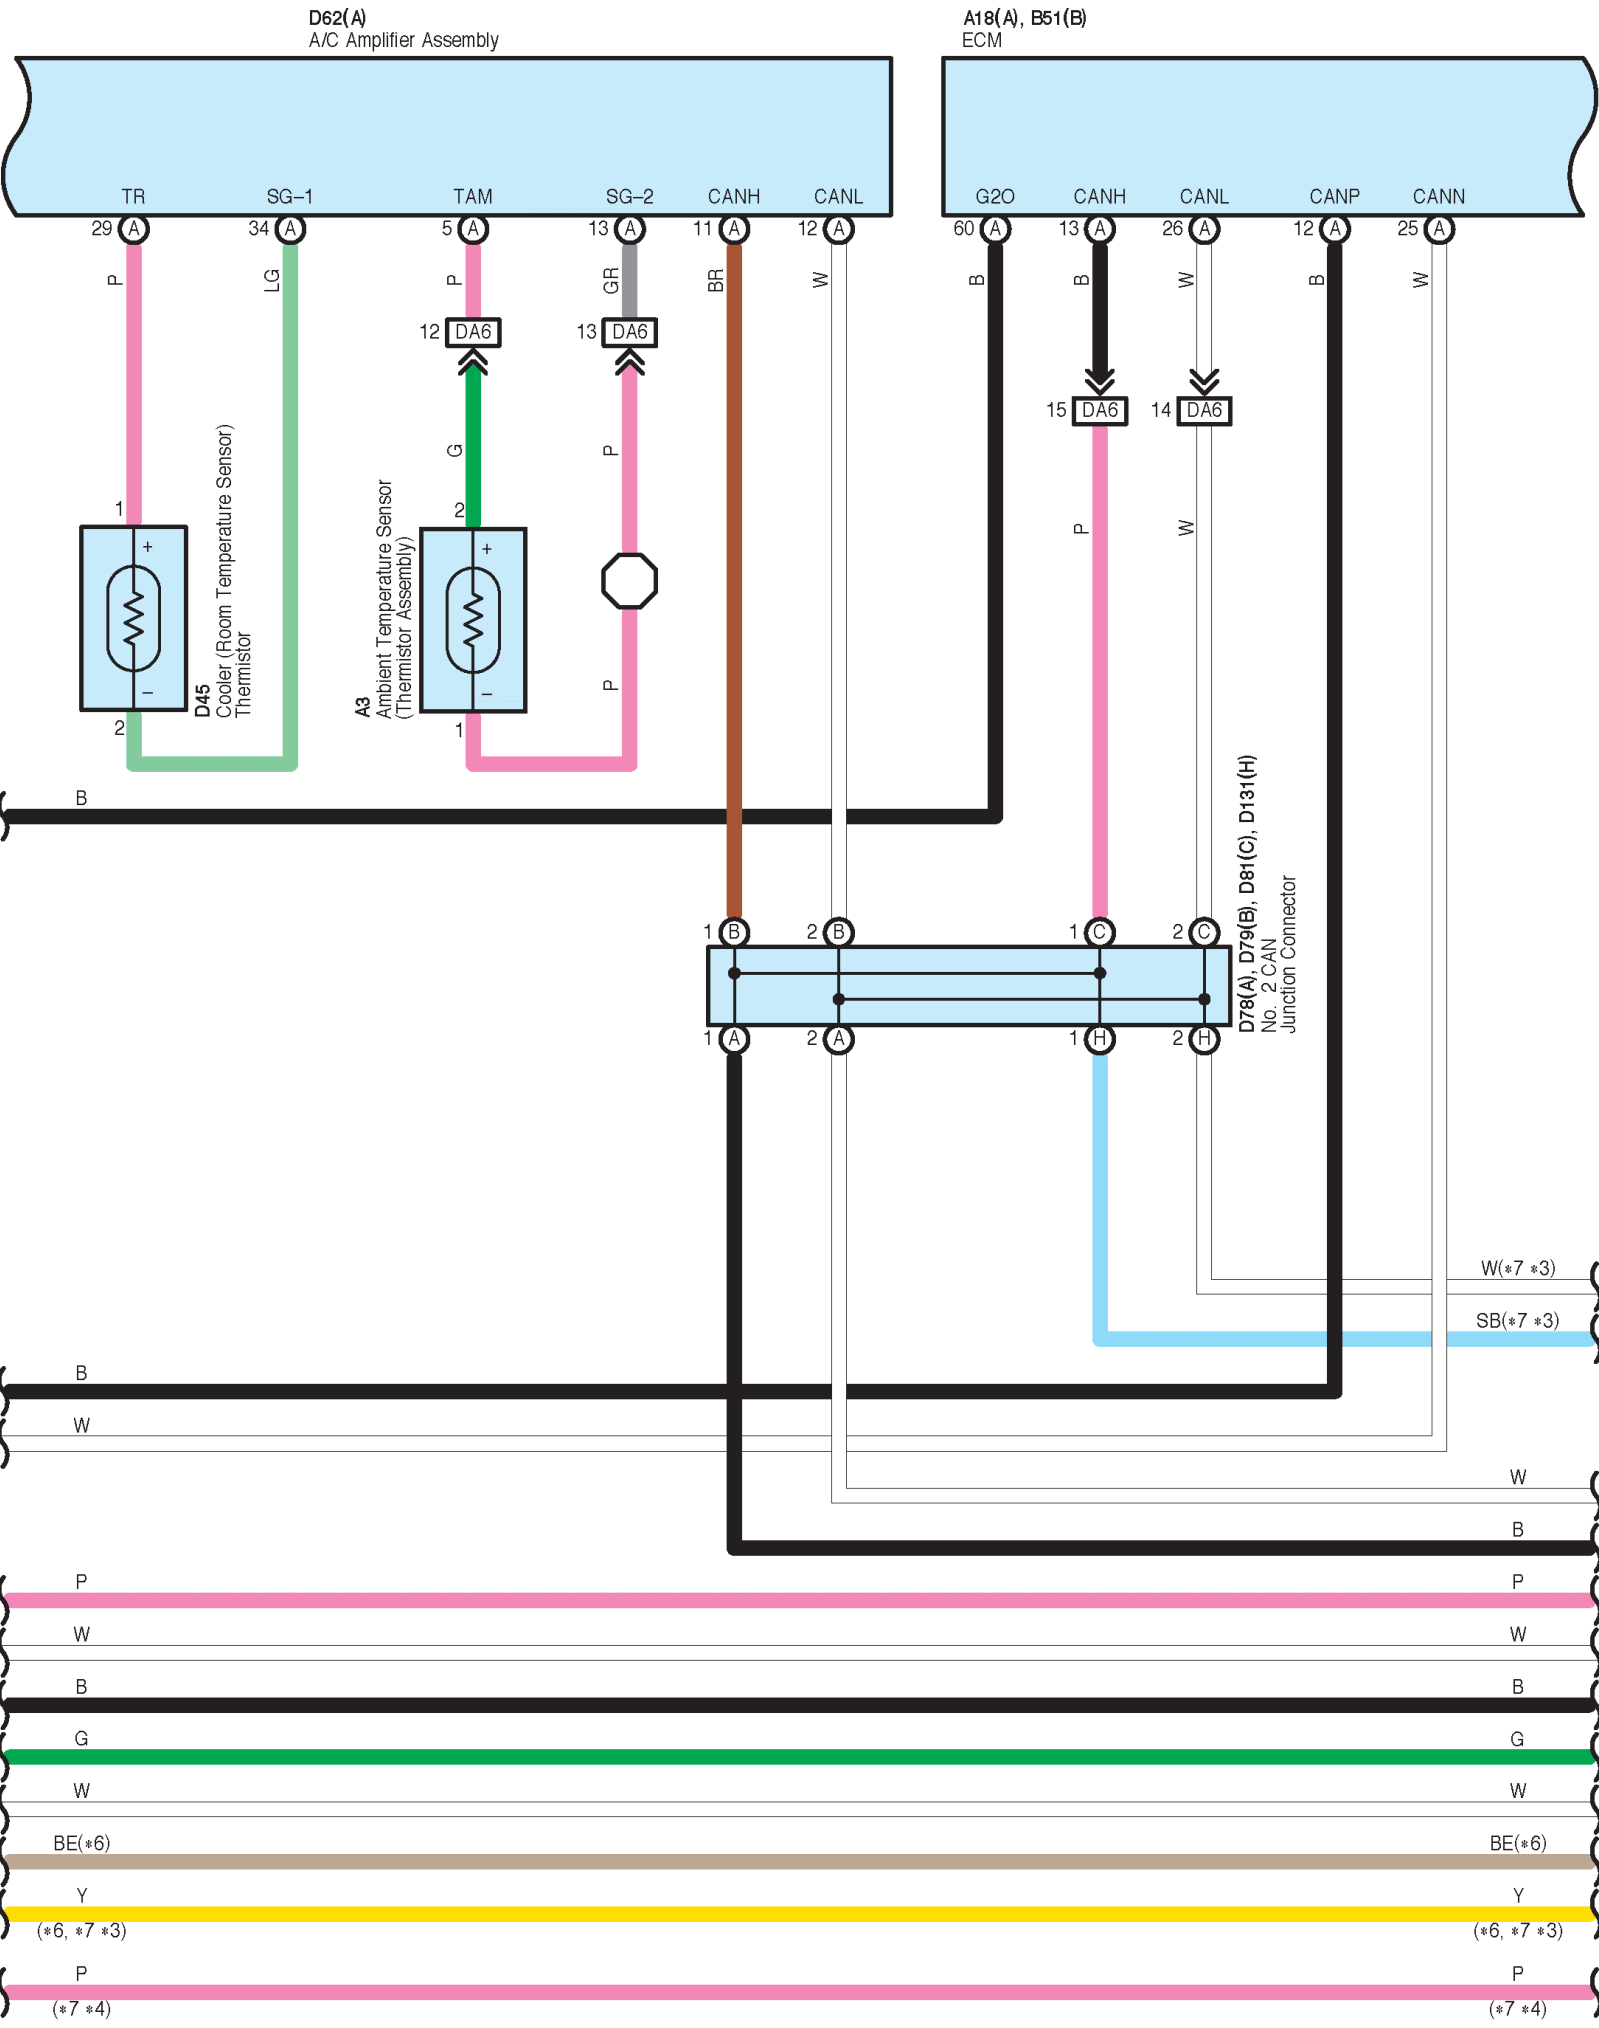 D62(A)
A/C Amplifier Assembly
A18(A), B51(B)
ECM
TR SG-1 TAM SG-2 CANH CANL
G2O CANH CANL CANP CANN
29 A 34 A 5 A 13 A 11 A 12 A
60 A 13 A 26 A 12 A 25 A
P LG P GR BR W B B W B W
12 DA6 13 DA6
15 DA6 14 DA6
G P
P W
1 2
+ +
- -
2 1
P
D45
Cooler (Room Temperature Sensor)
Thermistor
A3
Ambient Temperature Sensor
(Thermistor Assembly)
B
1 B 2 B 1 C 2 C
D78(A), D79(B), D81(C), D131(H)
No. 2 CAN
Junction Connector
1 A 2 A 1 H 2 H
W(*7 *3)
SB(*7 *3)
B
W
W
B
P P
W W
B B
G G
W W
BE(*6) BE(*6)
Y Y
(*6, *7 *3) (*6, *7 *3)
P P
(*7 *4) (*7 *4)